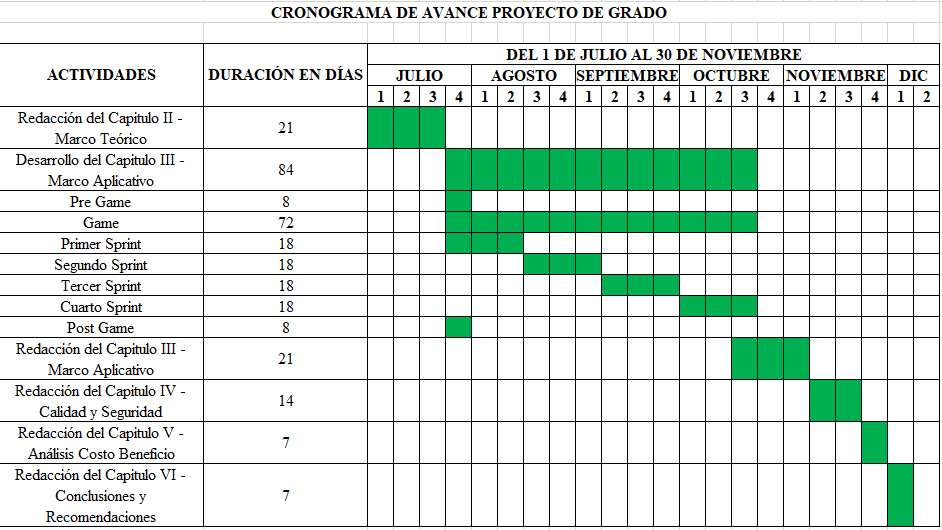 CRONOGRAMA DE AVANCE PROYECTO DE GRADO
ACTIVIDADES DURACIÓN EN DÍAS DEL 1 DE JULIO AL 30 DE NOVIEMBRE
JULIO AGOSTO SEPTIEMBRE OCTUBRE NOVIEMBRE DIC
1 2 3 4 1 2 3 4 1 2 3 4 1 2 3 4 1 2 3 4 1 2
Redacción del Capitulo II -
Marco Teórico
21
Desarrollo del Capitulo III -
Marco Aplicativo
84
Pre Game 8
Game 72
Primer Sprint 18
Segundo Sprint 18
Tercer Sprint 18
Cuarto Sprint 18
Post Game 8
Redacción del Capitulo III -
Marco Aplicativo
21
Redacción del Capitulo IV -
Calidad y Seguridad
14
Redacción del Capitulo V -
Análisis Costo Beneficio
7
Redacción del Capitulo VI -
Conclusiones y
Recomendaciones
7